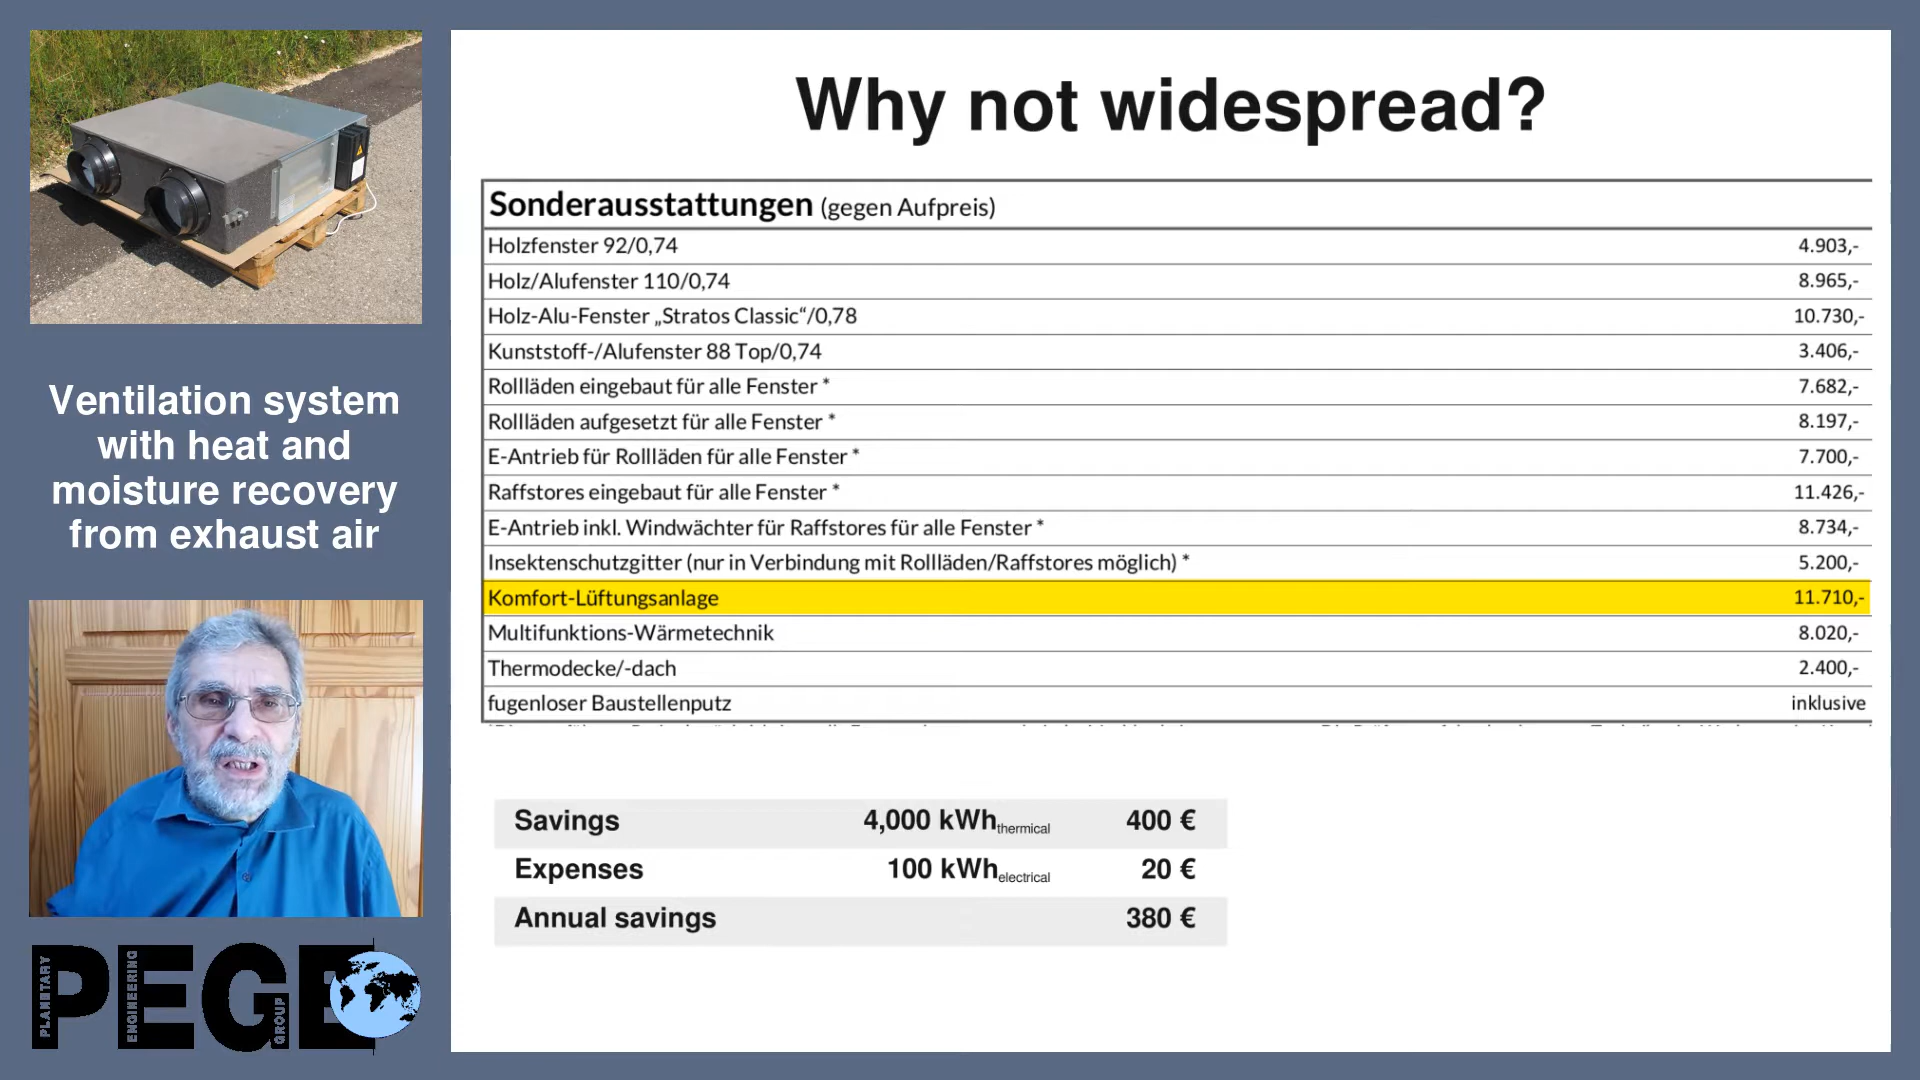 Why not widespread?
Sonderausstattungen (gegen Aufpreis)
Holzfenster 92/0,74 4.903,-
Holz/Alufenster 110/0,74 8.965,-
Holz-Alu-Fenster „Stratos Classic“/0,78 10.730,-
Kunststoff-/Alufenster 88 Top/0,74 3.406,-
Rollläden eingebaut für alle Fenster * 7.682,-
Rollläden aufgesetzt für alle Fenster * 8.197,-
E-Antrieb für Rollläden für alle Fenster * 7.700,-
Raffstores eingebaut für alle Fenster * 11.426,-
E-Antrieb inkl. Windwächter für Raffstores für alle Fenster * 8.734,-
Insektenschutzgitter (nur in Verbindung mit Rollläden/Raffstores möglich) * 5.200,-
Komfort-Lüftungsanlage 11.710,-
Multifunktions-Wärmetechnik 8.020,-
Thermodecke/-dach 2.400,-
fugenloser Baustellenputz inklusive
Savings 4,000 kWh thermical 400 €
Expenses 100 kWh electrical 20 €
Annual savings 380 €
Ventilation system
with heat and
moisture recovery
from exhaust air
PEGE
PLANETARY
ENGINEERING
GROUP